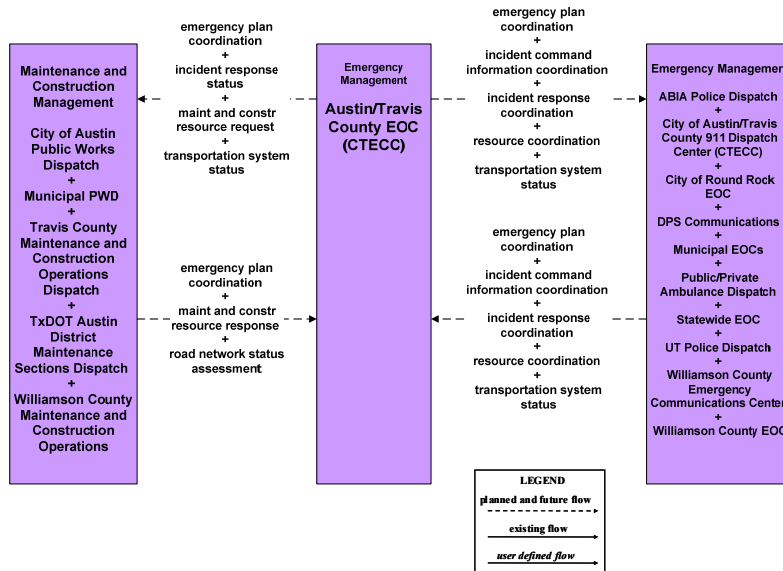 Maintenance and
Construction
Management
City of Austin
Public Works
Dispatch
+
Municipal PWD
+
Travis County
Maintenance and
Construction
Operations
Dispatch
+
TxDOT Austin
District
Maintenance
Sections Dispatch
+
Williamson County
Maintenance and
Construction
Operations
emergency plan
coordination
+
incident response
status
+
maint and constr
resource request
+
transportation system
status
emergency plan
coordination
+
maint and constr
resource response
+
road network status
assessment
Emergency
Management
Austin/Travis
County EOC
(CTECC)
emergency plan
coordination
+
incident command
information coordination
+
incident response
coordination
+
resource coordination
+
transportation system
status
emergency plan
coordination
+
incident command
information coordination
+
incident response
coordination
+
resource coordination
+
transportation system
status
Emergency Management
ABIA Police Dispatch
+
City of Austin/Travis
County 911 Dispatch
Center (CTECC)
+
City of Round Rock
EOC
+
DPS Communications
+
Municipal EOCs
+
Public/Private
Ambulance Dispatch
+
Statewide EOC
+
UT Police Dispatch
+
Williamson County
Emergency
Communications Center
+
Williamson County EOC
LEGEND
planned and future flow
existing flow
user defined flow